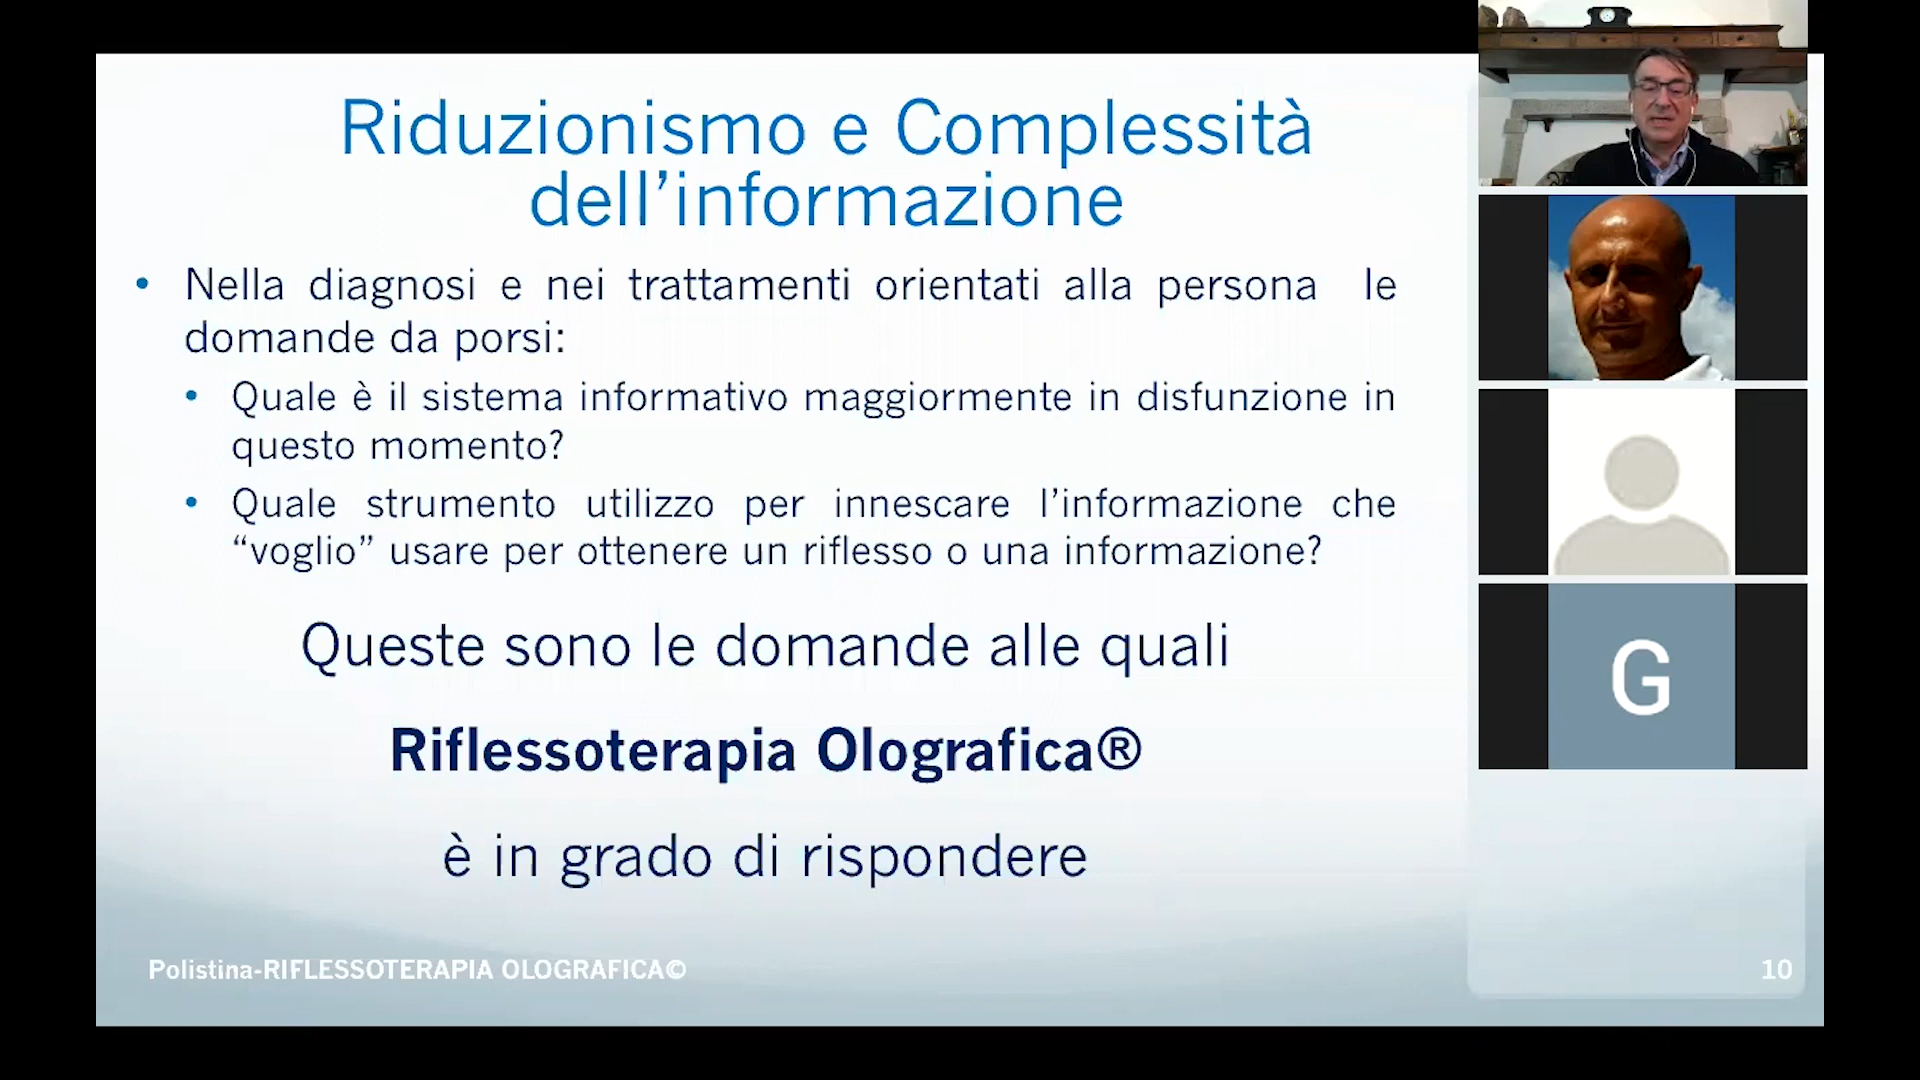 Riduzionismo e Complessità
dell’informazione
• Nella diagnosi e nei trattamenti orientati alla persona le
domande da porsi:
• Quale è il sistema informativo maggiormente in disfunzione in
questo momento?
• Quale strumento utilizzo per innescare l’informazione che
“voglio” usare per ottenere un riflesso o una informazione?
Queste sono le domande alle quali
Riflessoterapia Olografica®
è in grado di rispondere
Polistina-RIFLESSOTERAPIA OLOGRAFICA©
10
G